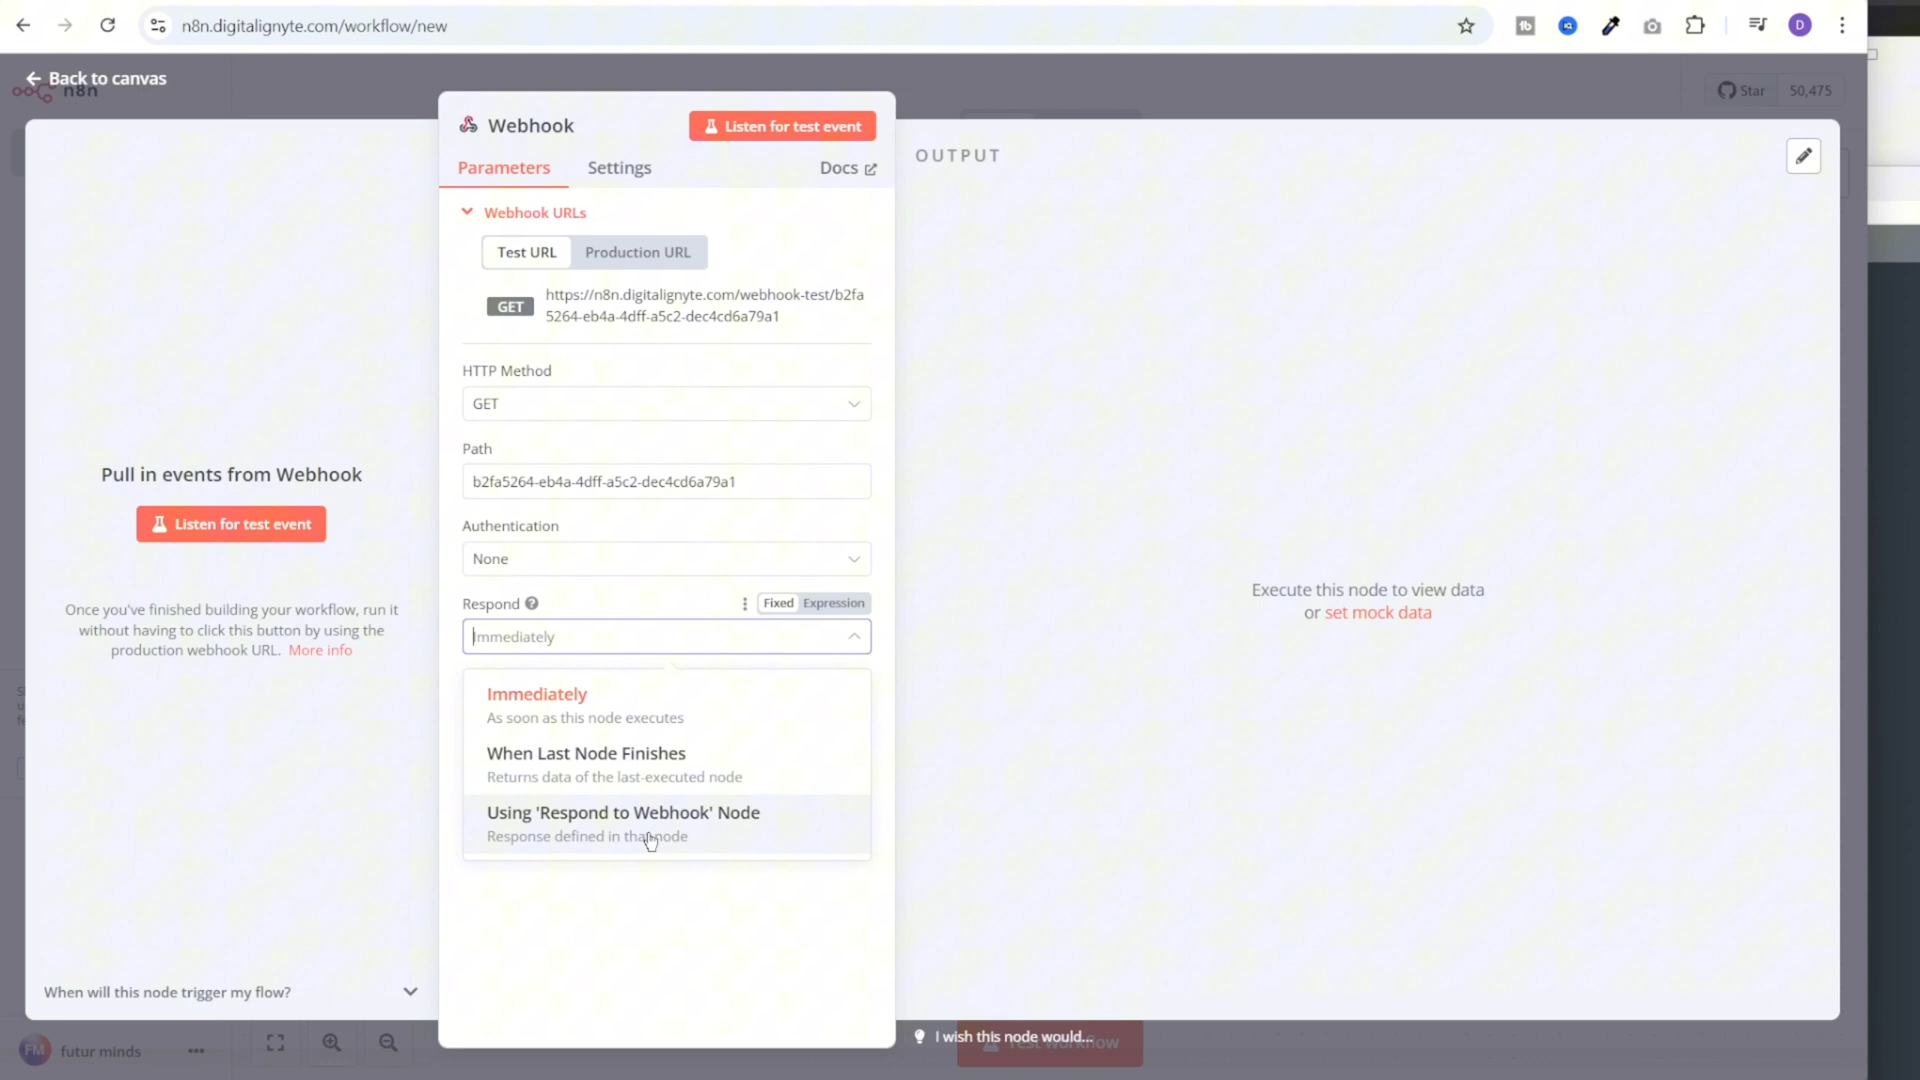 n8n.digitalignyte.com/workflow/new
Back to canvas
n8n
Star 50,475
Webhook
Listen for test event
Parameters
Settings
Docs
OUTPUT
Webhook URLs
Test URL
Production URL
GET
https://n8n.digitalignyte.com/webhook-test/b2fa
5264-eb4a-4dff-a5c2-dec4cd6a79a1
HTTP Method
GET
Path
b2fa5264-eb4a-4dff-a5c2-dec4cd6a79a1
Authentication
None
Respond
Fixed
Expression
Immediately
Immediately
As soon as this node executes
When Last Node Finishes
Returns data of the last-executed node
Using 'Respond to Webhook' Node
Response defined in that node
Pull in events from Webhook
Listen for test event
Once you've finished building your workflow, run it
without having to click this button by using the
production webhook URL. More info
When will this node trigger my flow?
Execute this node to view data
or set mock data
FM
futur minds
I wish this node would...
Test workflow
D